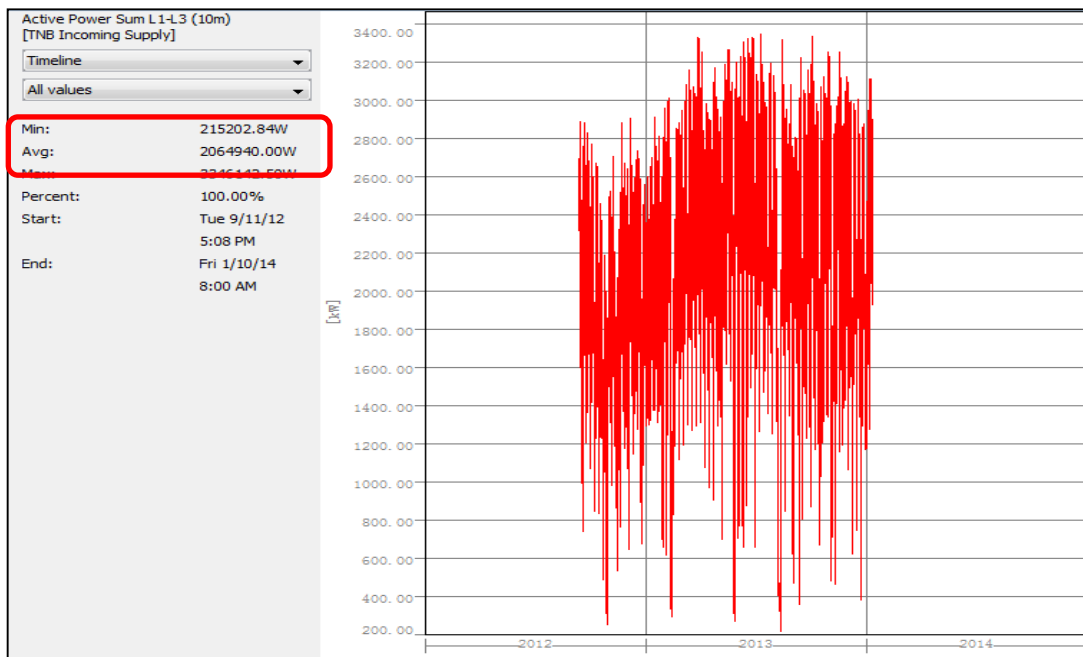 Active Power Sum L1-L3 (10m)
[TNB Incoming Supply]
Timeline
All values
Min: 215202.84W
Avg: 2064940.00W
Max: 3346142.50W
Percent: 100.00%
Start: Tue 9/11/12
5:08 PM
End: Fri 1/10/14
8:00 AM
[kW]
3400.00
3200.00
3000.00
2800.00
2600.00
2400.00
2200.00
2000.00
1800.00
1600.00
1400.00
1200.00
1000.00
800.00
600.00
400.00
200.00
2012 2013 2014